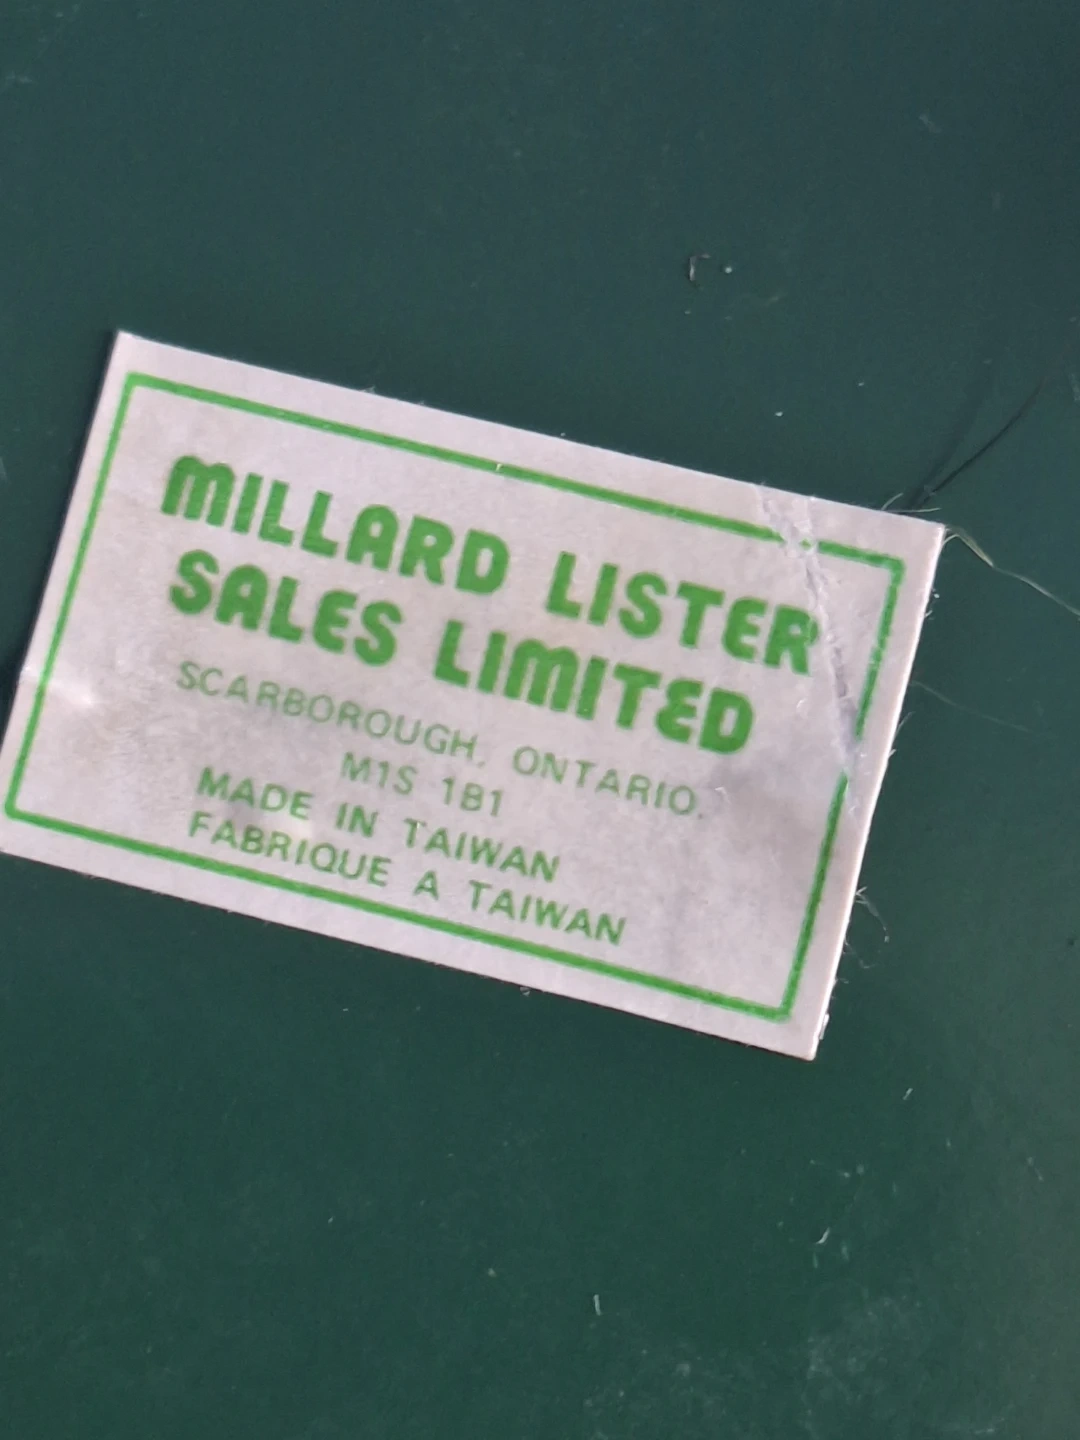 MILLARD LISTER
SALES LIMITED
SCARBOROUGH, ONTARIO.
M1S 1B1
MADE IN TAIWAN
FABRIQUE A TAIWAN